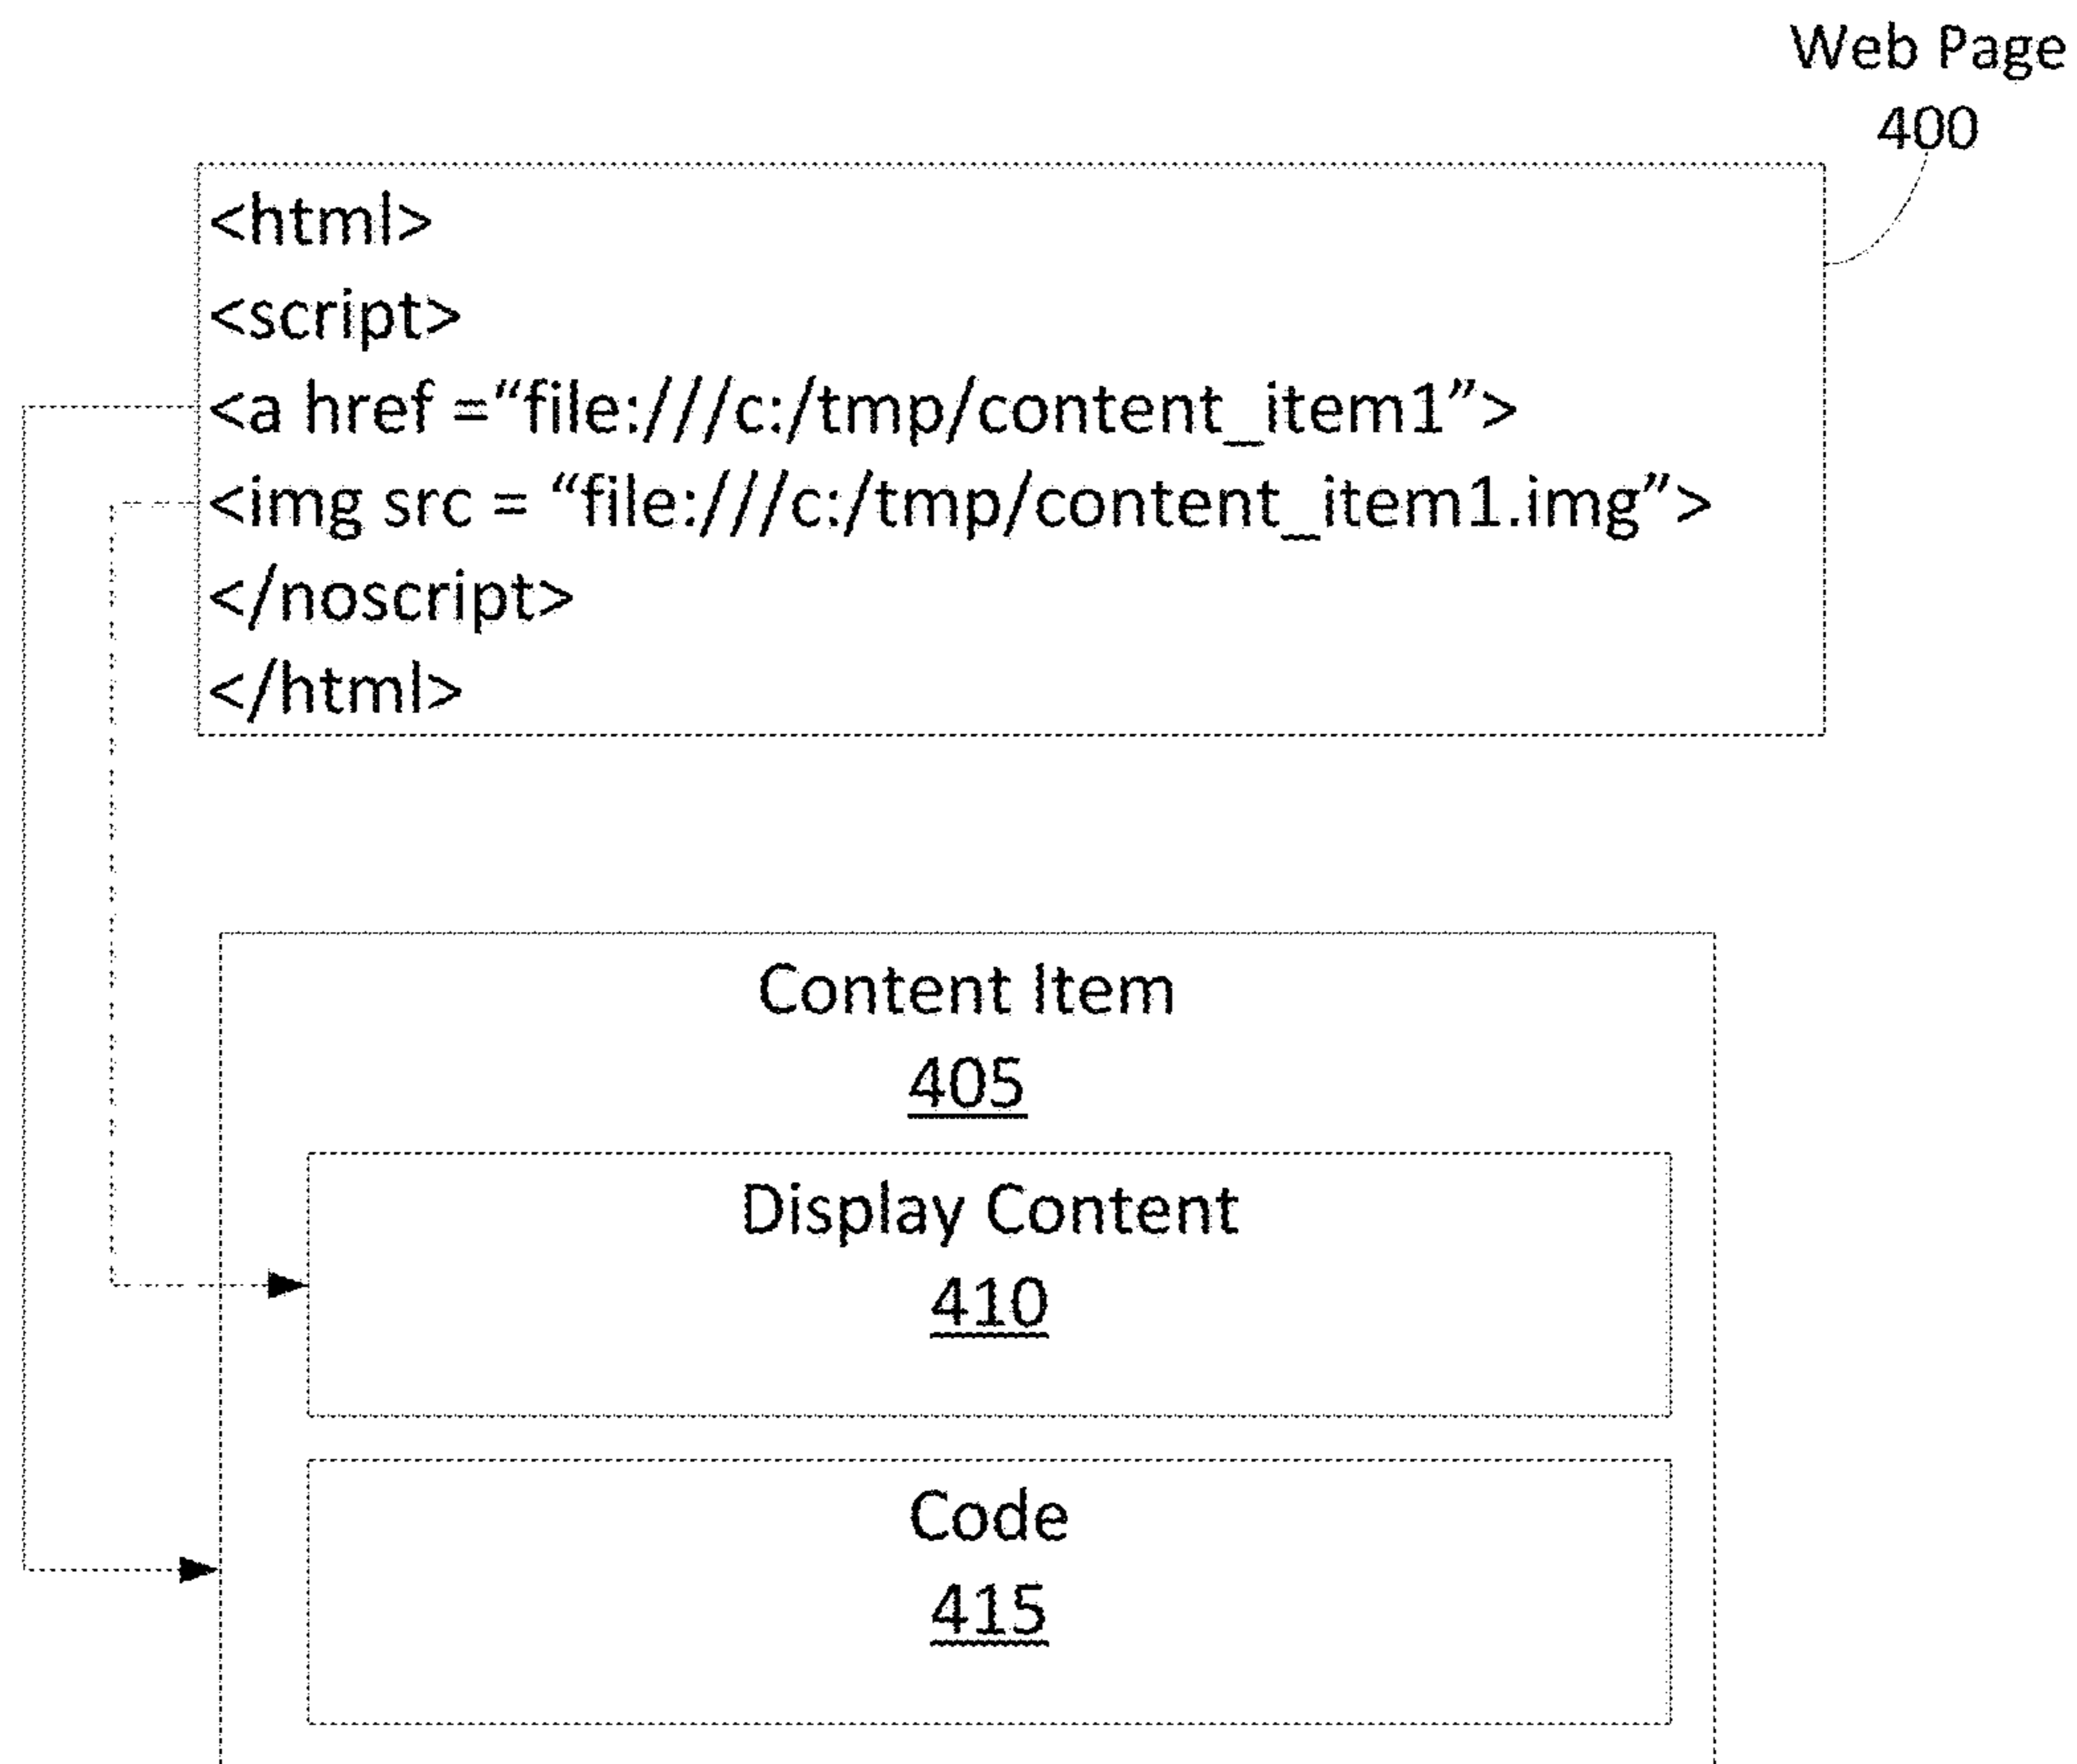 Web Page
400
<html>
<script>
<a href =“file:///c:/tmp/content_item1”>
<img src = “file:///c:/tmp/content_item1.img”>
</noscript>
</html>
Content Item
405
Display Content
410
Code
415